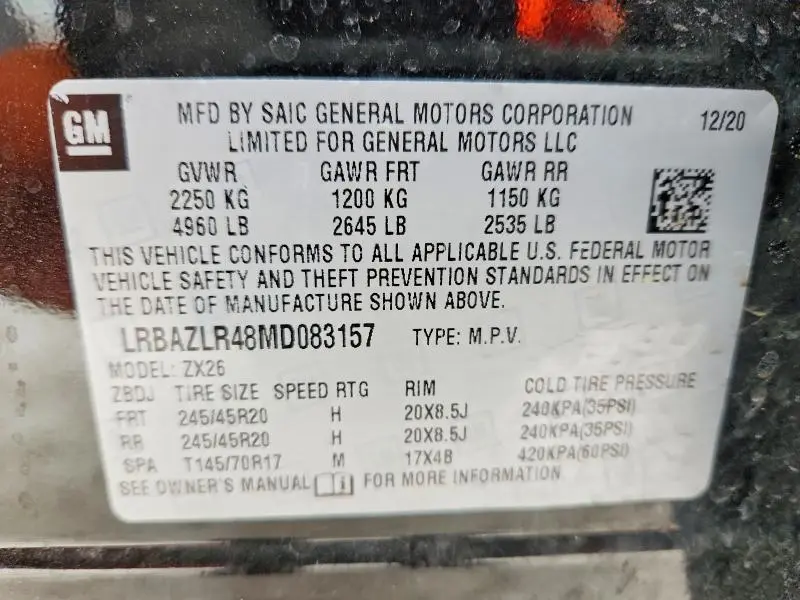 GM
MFD BY SAIC GENERAL MOTORS CORPORATION 12/20
LIMITED FOR GENERAL MOTORS LLC
GVWR GAWR FRT GAWR RR
2250 KG 1200 KG 1150 KG
4960 LB 2645 LB 2535 LB
THIS VEHICLE CONFORMS TO ALL APPLICABLE U.S. FEDERAL MOTOR
VEHICLE SAFETY AND THEFT PREVENTION STANDARDS IN EFFECT ON
THE DATE OF MANUFACTURE SHOWN ABOVE.
LRBAZLR48MD083157 TYPE: M.P.V.
MODEL: ZX26
ZBDJ TIRE SIZE SPEED RTG RIM COLD TIRE PRESSURE
FRT 245/45R20 H 20X8.5J 240KPA(35PSI)
RR 245/45R20 H 20X8.5J 240KPA(35PSI)
SPA T145/70R17 M 17X4B 420KPA(60PSI)
SEE OWNER'S MANUAL i FOR MORE INFORMATION